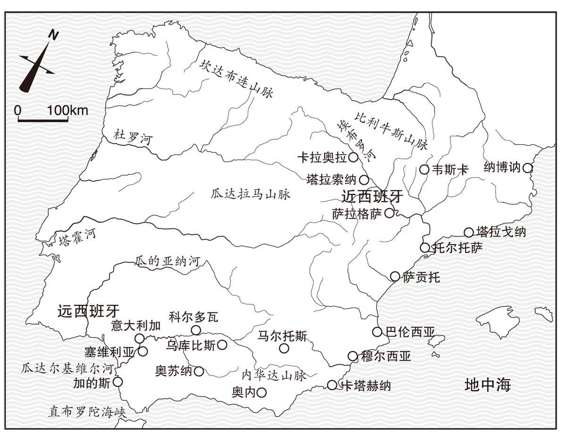 N
0 100km
坎达布连山脉
比利牛斯山脉
埃布罗河
杜罗河
卡拉奥拉
韦斯卡
纳博讷
塔拉索纳
瓜达拉马山脉
近西班牙
萨拉格萨
塔拉戈纳
塔霍河
托尔托萨
瓜的亚纳河
萨贡托
远西班牙
科尔多瓦
意大利加
巴伦西亚
马尔托斯
塞维利亚
乌库比斯
穆尔西亚
瓜达尔基维尔河
奥苏纳
内华达山脉
加的斯
卡塔赫纳
地中海
奥内
直布罗陀海峡